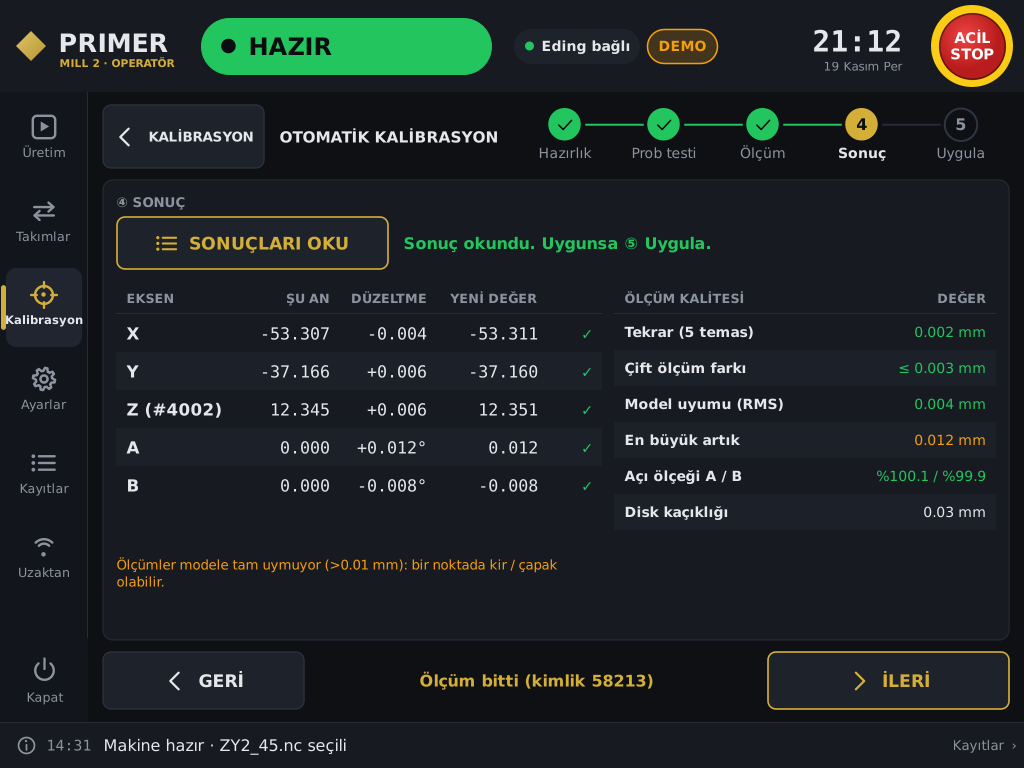 PRIMER
MILL 2 · OPERATÖR
HAZIR
Eding bağlı
DEMO
21:12
19 Kasım Per
ACİL
STOP
Üretim
Takımlar
Kalibrasyon
Ayarlar
Kayıtlar
Uzaktan
Kapat
KALİBRASYON
OTOMATİK KALİBRASYON
Hazırlık
Prob testi
Ölçüm
4
Sonuç
5
Uygula
④ SONUÇ
SONUÇLARI OKU
Sonuç okundu. Uygunsa ⑤ Uygula.
EKSEN ŞU AN DÜZELTME YENİ DEĞER
X -53.307 -0.004 -53.311 ✓
Y -37.166 +0.006 -37.160 ✓
Z (#4002) 12.345 +0.006 12.351 ✓
A 0.000 +0.012° 0.012 ✓
B 0.000 -0.008° -0.008 ✓
ÖLÇÜM KALİTESİ DEĞER
Tekrar (5 temas) 0.002 mm
Çift ölçüm farkı ≤ 0.003 mm
Model uyumu (RMS) 0.004 mm
En büyük artık 0.012 mm
Açı ölçeği A / B %100.1 / %99.9
Disk kaçıklığı 0.03 mm
Ölçümler modele tam uymuyor (>0.01 mm): bir noktada kir / çapak
olabilir.
GERİ
Ölçüm bitti (kimlik 58213)
İLERİ
14:31 Makine hazır · ZY2_45.nc seçili
Kayıtlar ›